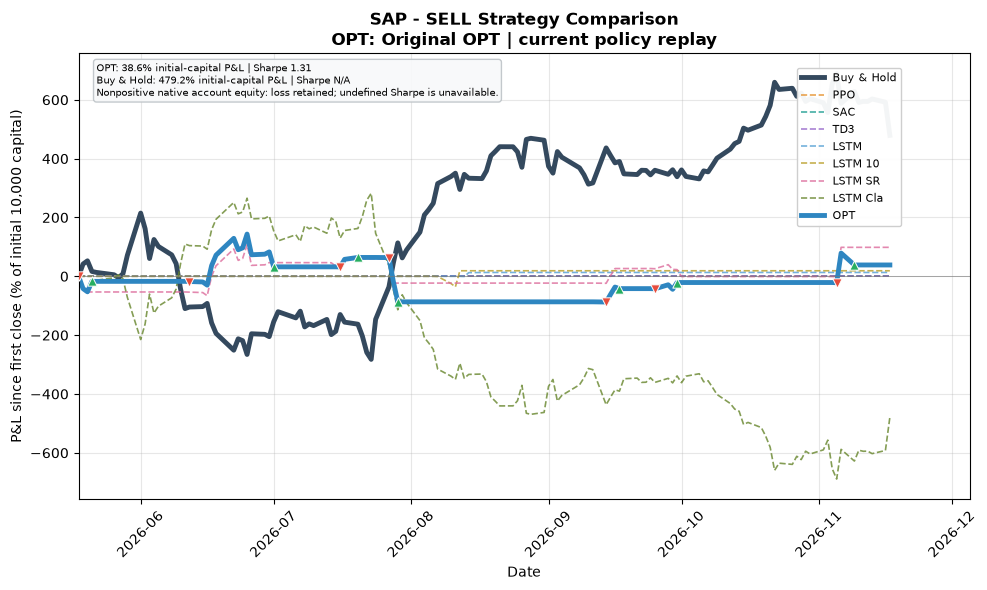 SAP - SELL Strategy Comparison
OPT: Original OPT | current policy replay
OPT: 38.6% initial-capital P&L | Sharpe 1.31
Buy & Hold: 479.2% initial-capital P&L | Sharpe N/A
Nonpositive native account equity: loss retained; undefined Sharpe is unavailable.
Buy & Hold
PPO
SAC
TD3
LSTM
LSTM 10
LSTM SR
LSTM Cla
OPT
P&L since first close (% of initial 10,000 capital)
600
400
200
0
−200
−400
−600
2026-06
2026-07
2026-08
2026-09
2026-10
2026-11
2026-12
Date